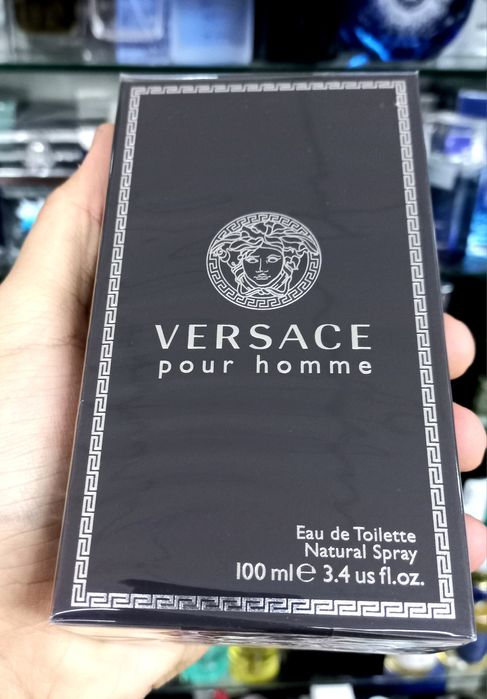 VERSACE
pour homme
Eau de Toilette
Natural Spray
100 ml ℮ 3.4 us fl.oz.